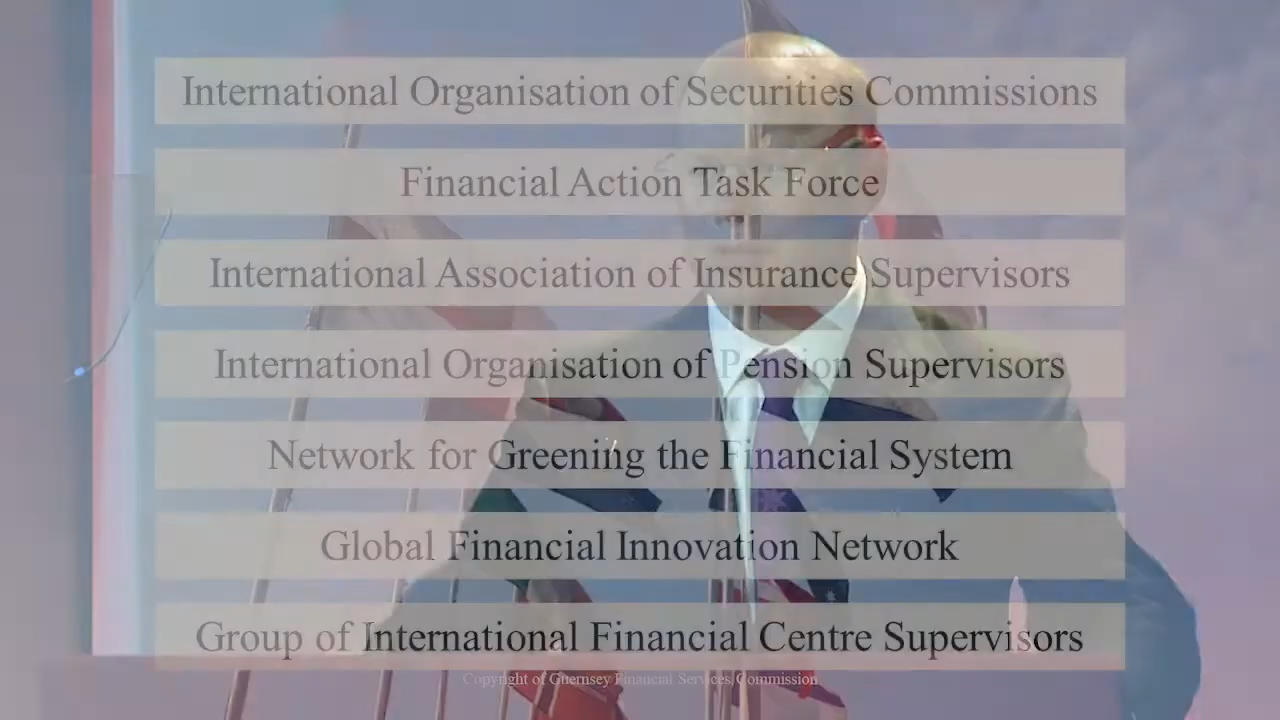 International Organisation of Securities Commissions
Financial Action Task Force
International Association of Insurance Supervisors
International Organisation of Pension Supervisors
Network for Greening the Financial System
Global Financial Innovation Network
Group of International Financial Centre Supervisors
Copyright of Guernsey Financial Services Commission